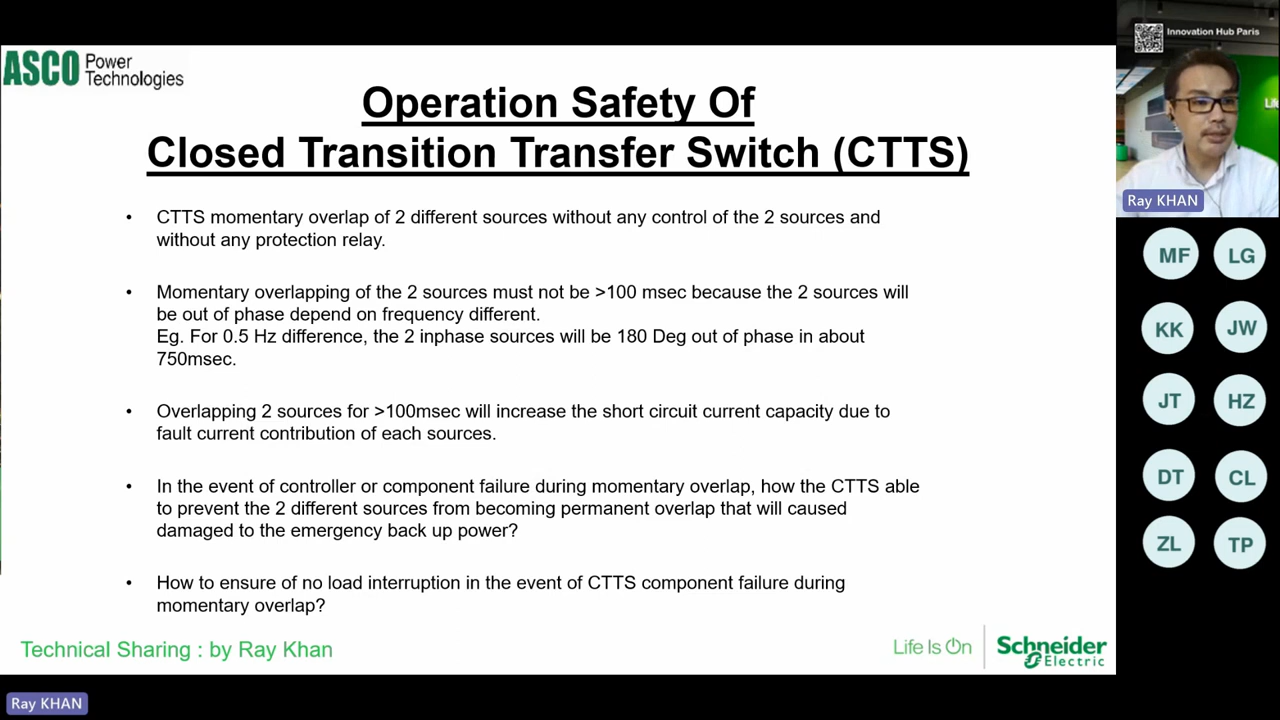 ASCO Power
Technologies
Operation Safety Of
Closed Transition Transfer Switch (CTTS)
• CTTS momentary overlap of 2 different sources without any control of the 2 sources and
without any protection relay.
• Momentary overlapping of the 2 sources must not be >100 msec because the 2 sources will
be out of phase depend on frequency different.
Eg. For 0.5 Hz difference, the 2 inphase sources will be 180 Deg out of phase in about
750msec.
• Overlapping 2 sources for >100msec will increase the short circuit current capacity due to
fault current contribution of each sources.
• In the event of controller or component failure during momentary overlap, how the CTTS able
to prevent the 2 different sources from becoming permanent overlap that will caused
damaged to the emergency back up power?
• How to ensure of no load interruption in the event of CTTS component failure during
momentary overlap?
Technical Sharing : by Ray Khan
Life Is On
Schneider
Electric
Ray KHAN
Innovation Hub Paris
Ray KHAN
MF LG
KK JW
JT HZ
DT CL
ZL TP